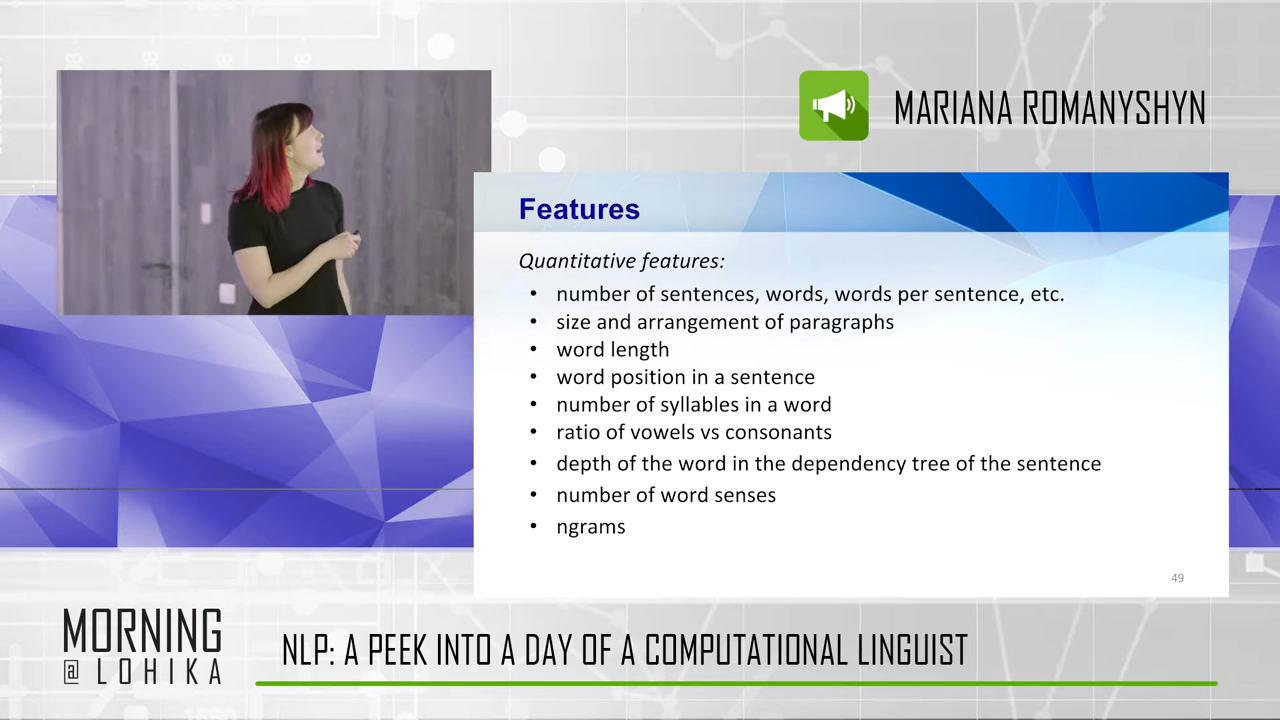 MARIANA ROMANYSHYN
Features
Quantitative features:
• number of sentences, words, words per sentence, etc.
• size and arrangement of paragraphs
• word length
• word position in a sentence
• number of syllables in a word
• ratio of vowels vs consonants
• depth of the word in the dependency tree of the sentence
• number of word senses
• ngrams
49
MORNING
@ LOHIKA
NLP: A PEEK INTO A DAY OF A COMPUTATIONAL LINGUIST